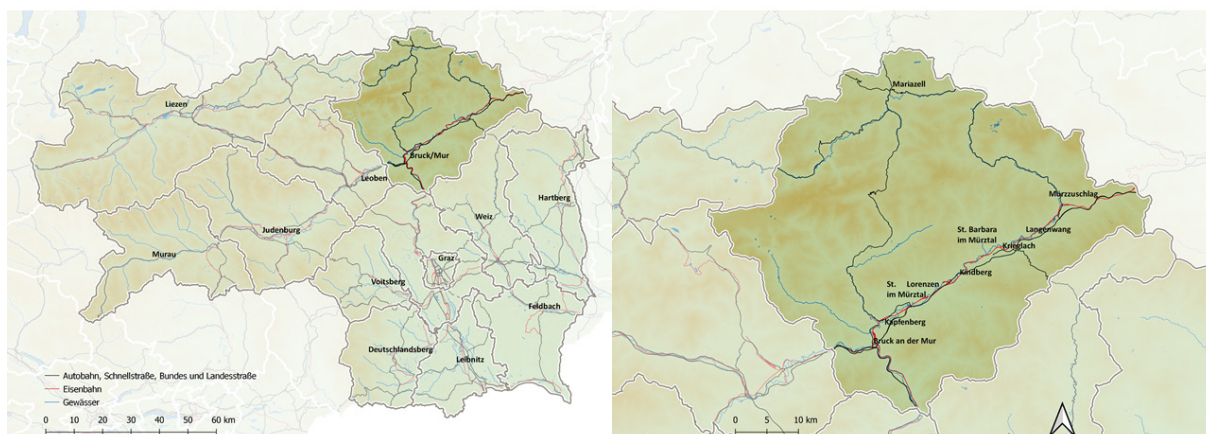 Liezen
Bruck/Mur
Leoben
Hartberg
Weiz
Judenburg
Murau
Graz
Voitsberg
Feldbach
Deutschlandsberg
Leibnitz
Autobahn, Schnellstraße, Bundes und Landesstraße
Eisenbahn
Gewässer
0 10 20 30 40 50 60 km
Mariazell
Mürzzuschlag
St. Barbara
im Mürztal
Langenwang
Krieglach
Kindberg
St. Lorenzen
im Mürztal
Kapfenberg
Bruck an der Mur
0 5 10 km